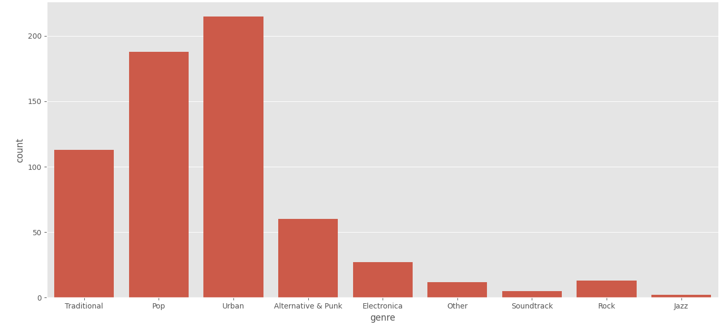 200
150
100
50
0
count
Traditional Pop Urban Alternative & Punk Electronica Other Soundtrack Rock Jazz
genre